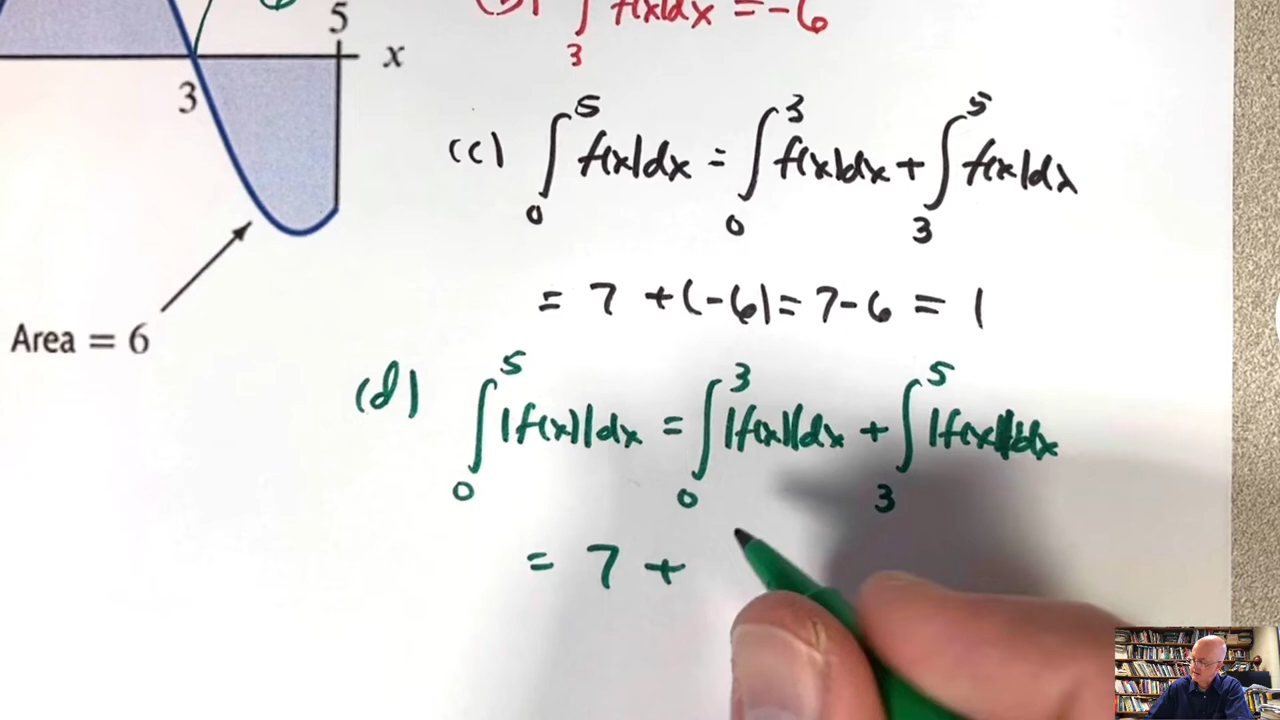 5
(b) ∫ f(x)dx = -6
3
x
3
(c) ∫₀⁵ f(x)dx = ∫₀³ f(x)dx + ∫₃⁵ f(x)dx
= 7 + (-6) = 7-6 = 1
Area = 6
(d) ∫₀⁵ |f(x)|dx = ∫₀³ |f(x)|dx + ∫₃⁵ |f(x)|dx
= 7 +